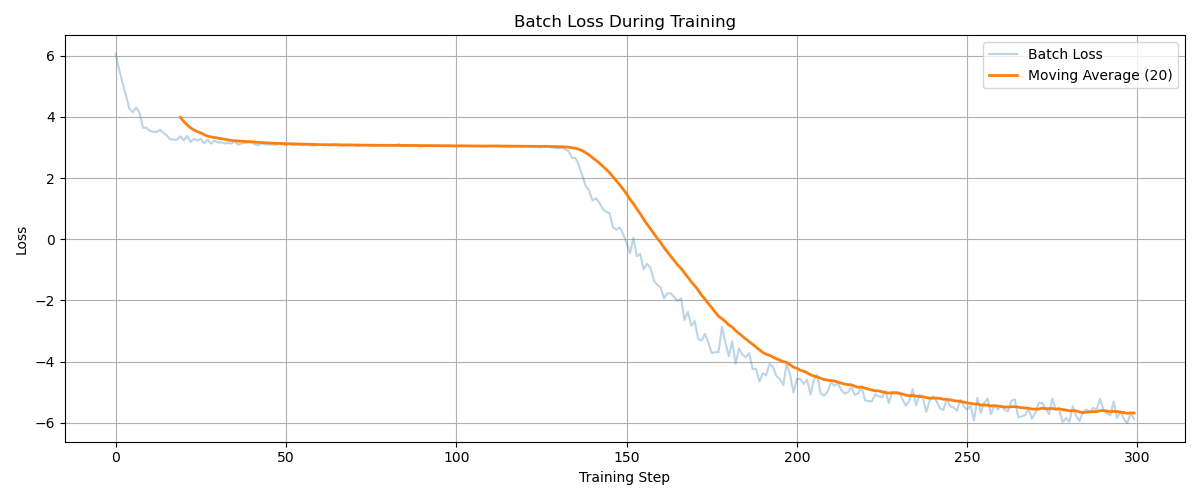 Batch Loss During Training
Batch Loss
Moving Average (20)
Loss
6
4
2
0
−2
−4
−6
0
50
100
150
200
250
300
Training Step